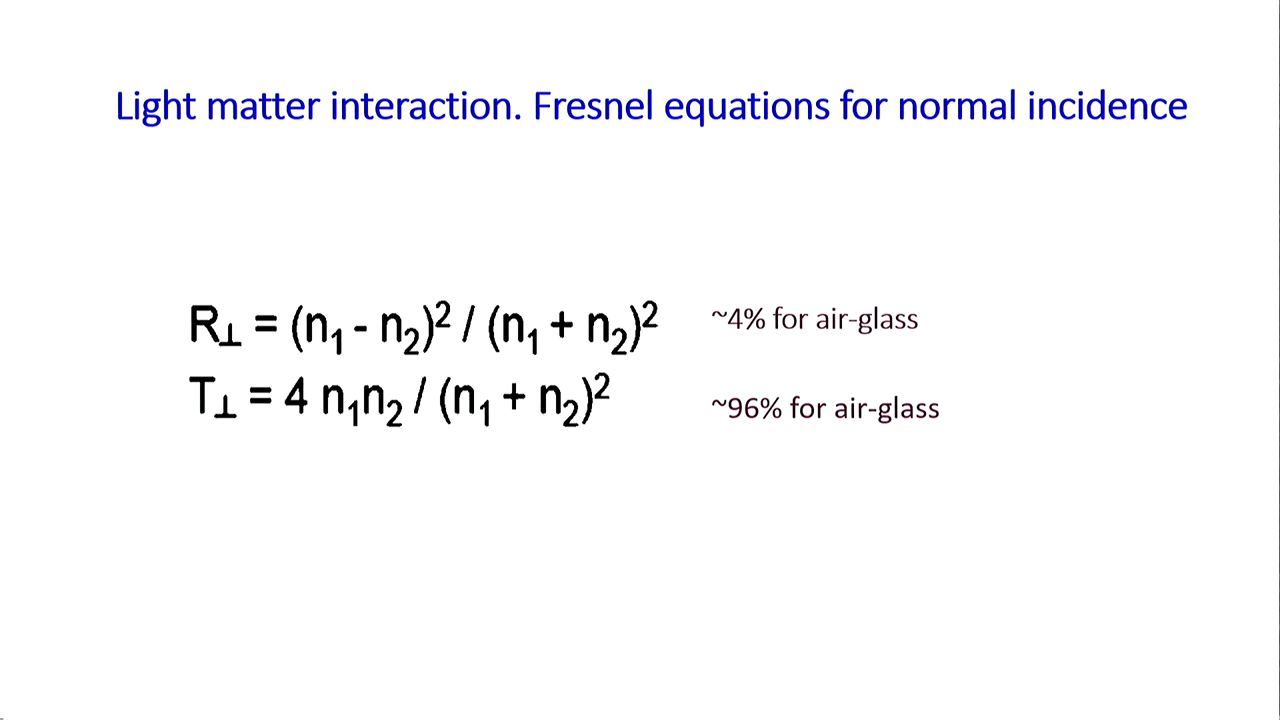 Light matter interaction. Fresnel equations for normal incidence
R⊥ = (n₁ - n₂)² / (n₁ + n₂)² ~4% for air-glass
T⊥ = 4 n₁n₂ / (n₁ + n₂)² ~96% for air-glass